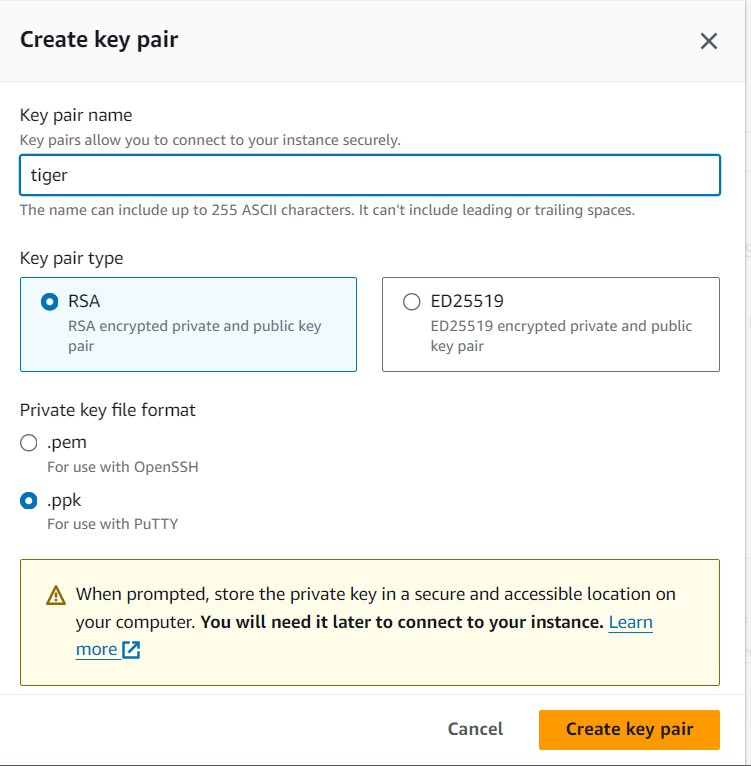 Create key pair
Key pair name
Key pairs allow you to connect to your instance securely.
tiger
The name can include up to 255 ASCII characters. It can't include leading or trailing spaces.
Key pair type
RSA
RSA encrypted private and public key
pair
ED25519
ED25519 encrypted private and public
key pair
Private key file format
.pem
For use with OpenSSH
.ppk
For use with PuTTY
When prompted, store the private key in a secure and accessible location on
your computer. You will need it later to connect to your instance. Learn
more
Cancel
Create key pair